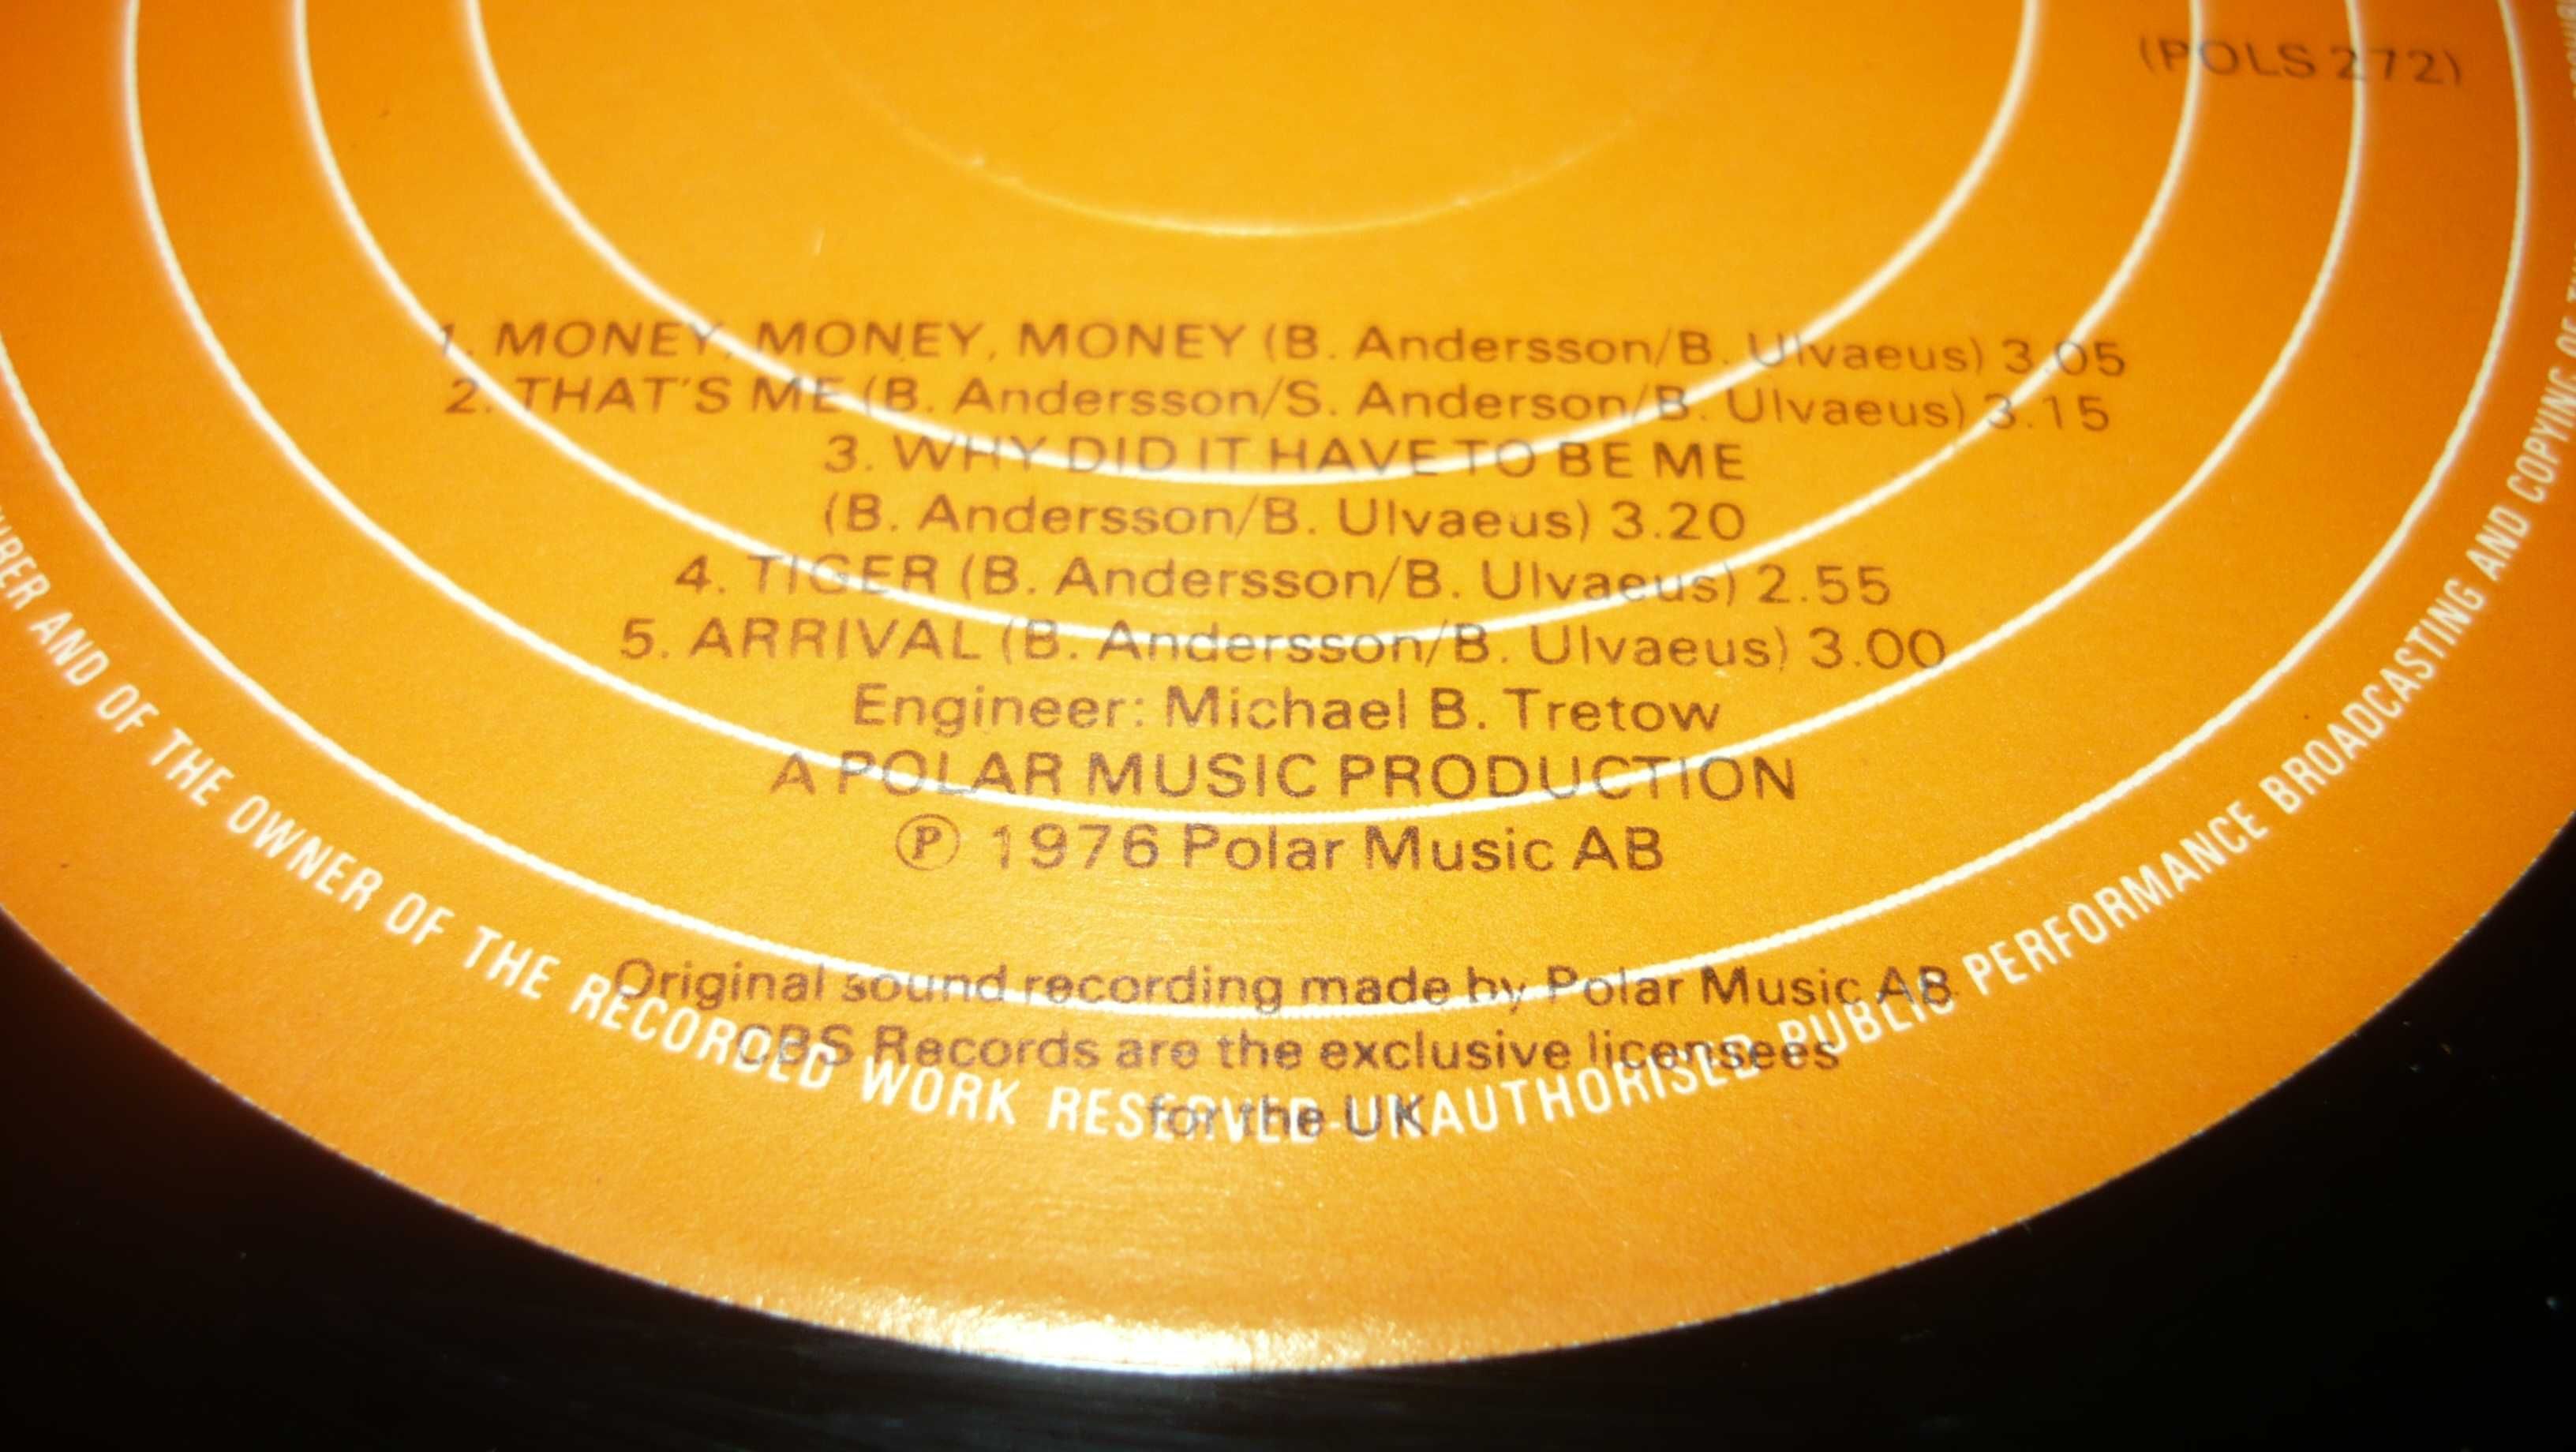 (POLS 272)
1. MONEY, MONEY, MONEY (B. Andersson/B. Ulvaeus) 3.05
2. THAT'S ME (B. Andersson/S. Anderson/B. Ulvaeus) 3.15
3. WHY DID IT HAVE TO BE ME
(B. Andersson/B. Ulvaeus) 3.20
4. TIGER (B. Andersson/B. Ulvaeus) 2.55
5. ARRIVAL (B. Andersson/B. Ulvaeus) 3.00
Engineer: Michael B. Tretow
A POLAR MUSIC PRODUCTION
℗ 1976 Polar Music AB
Original sound recording made by Polar Music AB
CBS Records are the exclusive licensees
for the UK
AND OF THE OWNER OF THE RECORDED WORK RESERVED-UNAUTHORISED PUBLIC PERFORMANCE BROADCASTING AND COPYING OF